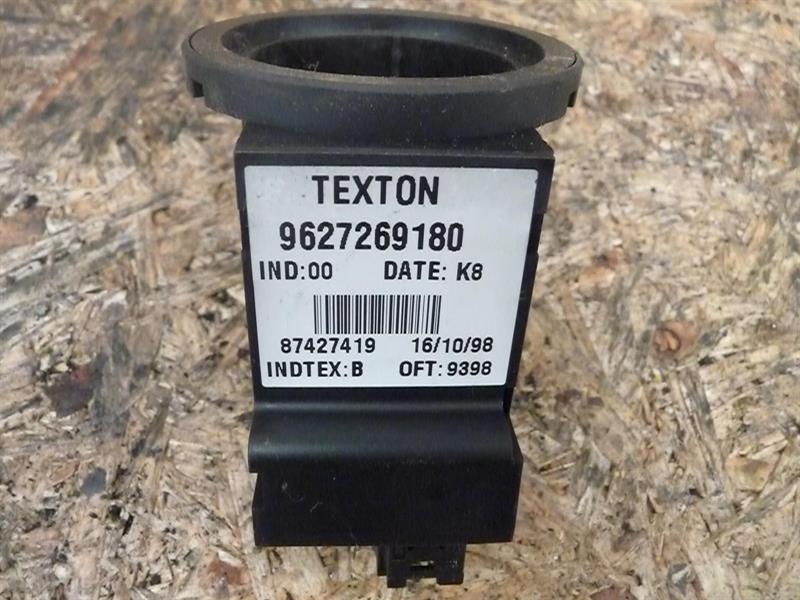 TEXTON
9627269180
IND:00 DATE: K8
87427419 16/10/98
INDTEX:B OFT:9398